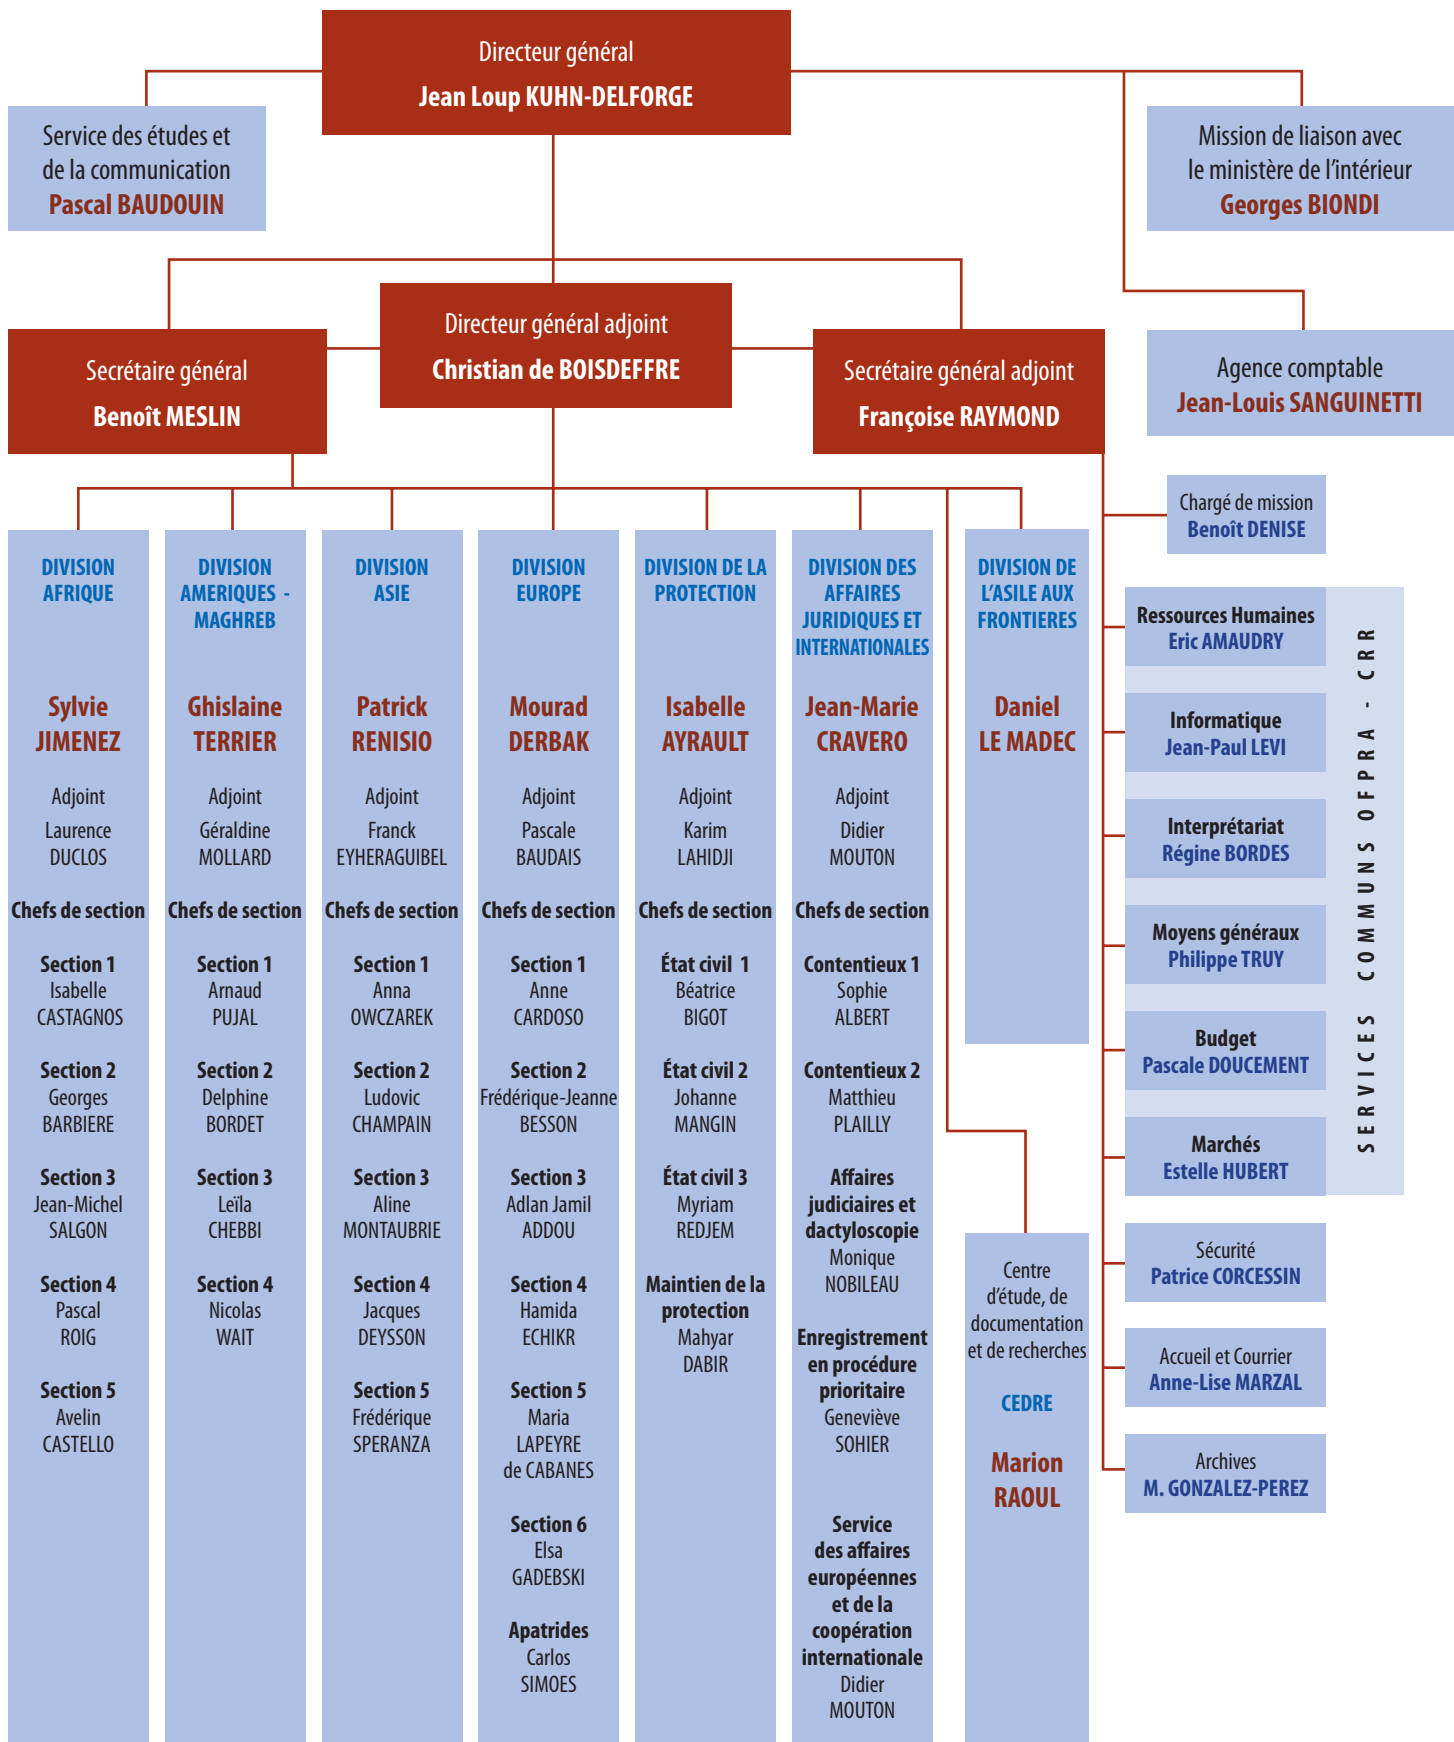 Directeur général
Jean Loup KUHN-DELFORGE
Service des études et
de la communication
Pascal BAUDOUIN
Mission de liaison avec
le ministère de l'intérieur
Georges BIONDI
Directeur général adjoint
Christian de BOISDEFFRE
Secrétaire général
Benoît MESLIN
Secrétaire général adjoint
Françoise RAYMOND
Agence comptable
Jean-Louis SANGUINETTI
DIVISION
AFRIQUE
Sylvie
JIMENEZ
Adjoint
Laurence
DUCLOS
Chefs de section
Section 1
Isabelle
CASTAGNOS
Section 2
Georges
BARBIERE
Section 3
Jean-Michel
SALGON
Section 4
Pascal
ROIG
Section 5
Avelin
CASTELLO
DIVISION
AMERIQUES -
MAGHREB
Ghislaine
TERRIER
Adjoint
Géraldine
MOLLARD
Chefs de section
Section 1
Arnaud
PUJAL
Section 2
Delphine
BORDET
Section 3
Leïla
CHEBBI
Section 4
Nicolas
WAIT
DIVISION
ASIE
Patrick
RENISIO
Adjoint
Franck
EYHERAGUIBEL
Chefs de section
Section 1
Anna
OWCZAREK
Section 2
Ludovic
CHAMPAIN
Section 3
Aline
MONTAUBRIE
Section 4
Jacques
DEYSSON
Section 5
Frédérique
SPERANZA
DIVISION
EUROPE
Mourad
DERBAK
Adjoint
Pascale
BAUDAIS
Chefs de section
Section 1
Anne
CARDOSO
Section 2
Frédérique-Jeanne
BESSON
Section 3
Adlan Jamil
ADDOU
Section 4
Hamida
ECHIKR
Section 5
Maria
LAPEYRE
de CABANES
Section 6
Elsa
GADEBSKI
Apatrides
Carlos
SIMOES
DIVISION DE LA
PROTECTION
Isabelle
AYRAULT
Adjoint
Karim
LAHIDJI
Chefs de section
État civil 1
Béatrice
BIGOT
État civil 2
Johanne
MANGIN
État civil 3
Myriam
REDJEM
Maintien de la
protection
Mahyar
DABIR
DIVISION DES
AFFAIRES
JURIDIQUES ET
INTERNATIONALES
Jean-Marie
CRAVERO
Adjoint
Didier
MOUTON
Chefs de section
Contentieux 1
Sophie
ALBERT
Contentieux 2
Matthieu
PLAILLY
Affaires
judiciaires et
dactyloscopie
Monique
NOBILEAU
Enregistrement
en procédure
prioritaire
Geneviève
SOHIER
Service
des affaires
européennes
et de la
coopération
internationale
Didier
MOUTON
DIVISION DE
L'ASILE AUX
FRONTIERES
Daniel
LE MADEC
Centre
d'étude, de
documentation
et de recherches
CEDRE
Marion
RAOUL
Chargé de mission
Benoît DENISE
Ressources Humaines
Eric AMAUDRY
Informatique
Jean-Paul LEVI
Interprétariat
Régine BORDES
Moyens généraux
Philippe TRUY
Budget
Pascale DOUCEMENT
Marchés
Estelle HUBERT
SERVICES COMMUNS OFPRA - CRR
Sécurité
Patrice CORCESSIN
Accueil et Courrier
Anne-Lise MARZAL
Archives
M. GONZALEZ-PEREZ